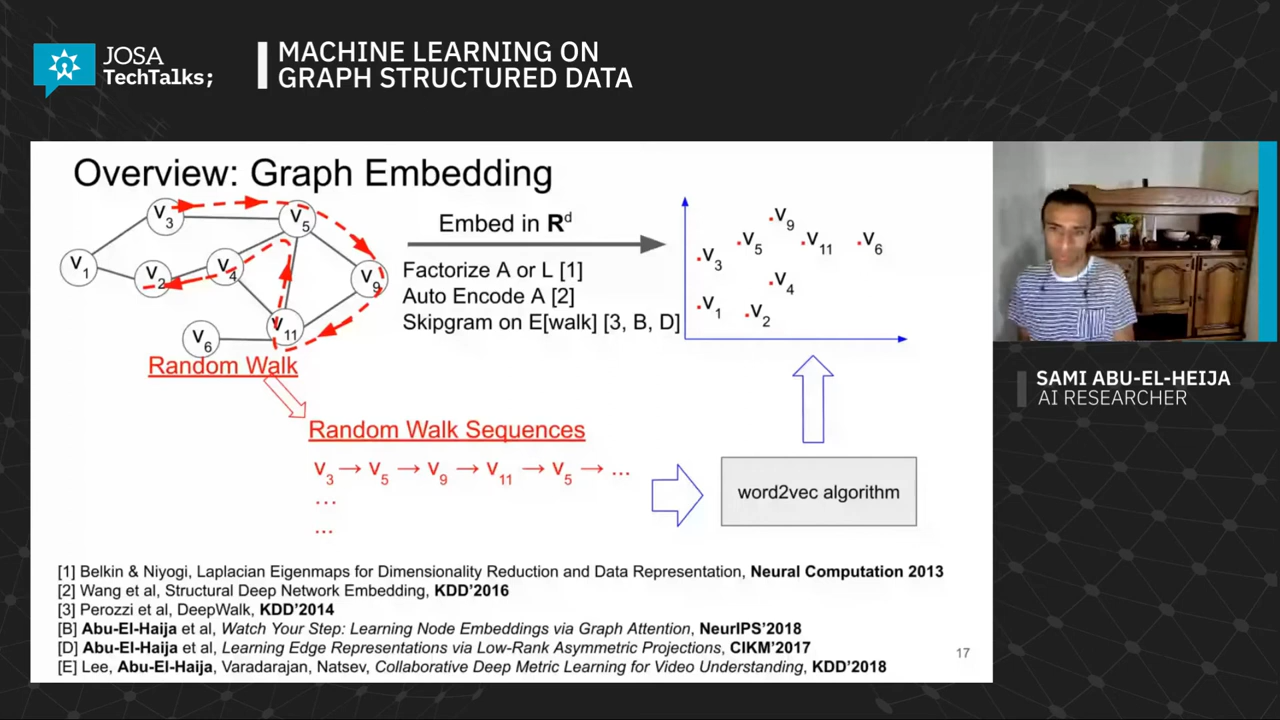 JOSA
TechTalks;
MACHINE LEARNING ON
GRAPH STRUCTURED DATA
Overview: Graph Embedding
v3
v5
v1
v2
v4
v9
v6
v11
Random Walk
Embed in R^d
Factorize A or L [1]
Auto Encode A [2]
Skipgram on E[walk] [3, B, D]
v9
v5
v11
v6
v3
v4
v1
v2
Random Walk Sequences
v3 → v5 → v9 → v11 → v5 → ...
...
...
word2vec algorithm
[1] Belkin & Niyogi, Laplacian Eigenmaps for Dimensionality Reduction and Data Representation, Neural Computation 2013
[2] Wang et al, Structural Deep Network Embedding, KDD'2016
[3] Perozzi et al, DeepWalk, KDD'2014
[B] Abu-El-Haija et al, Watch Your Step: Learning Node Embeddings via Graph Attention, NeurIPS'2018
[D] Abu-El-Haija et al, Learning Edge Representations via Low-Rank Asymmetric Projections, CIKM'2017
[E] Lee, Abu-El-Haija, Varadarajan, Natsev, Collaborative Deep Metric Learning for Video Understanding, KDD'2018
17
SAMI ABU-EL-HEIJA
AI RESEARCHER